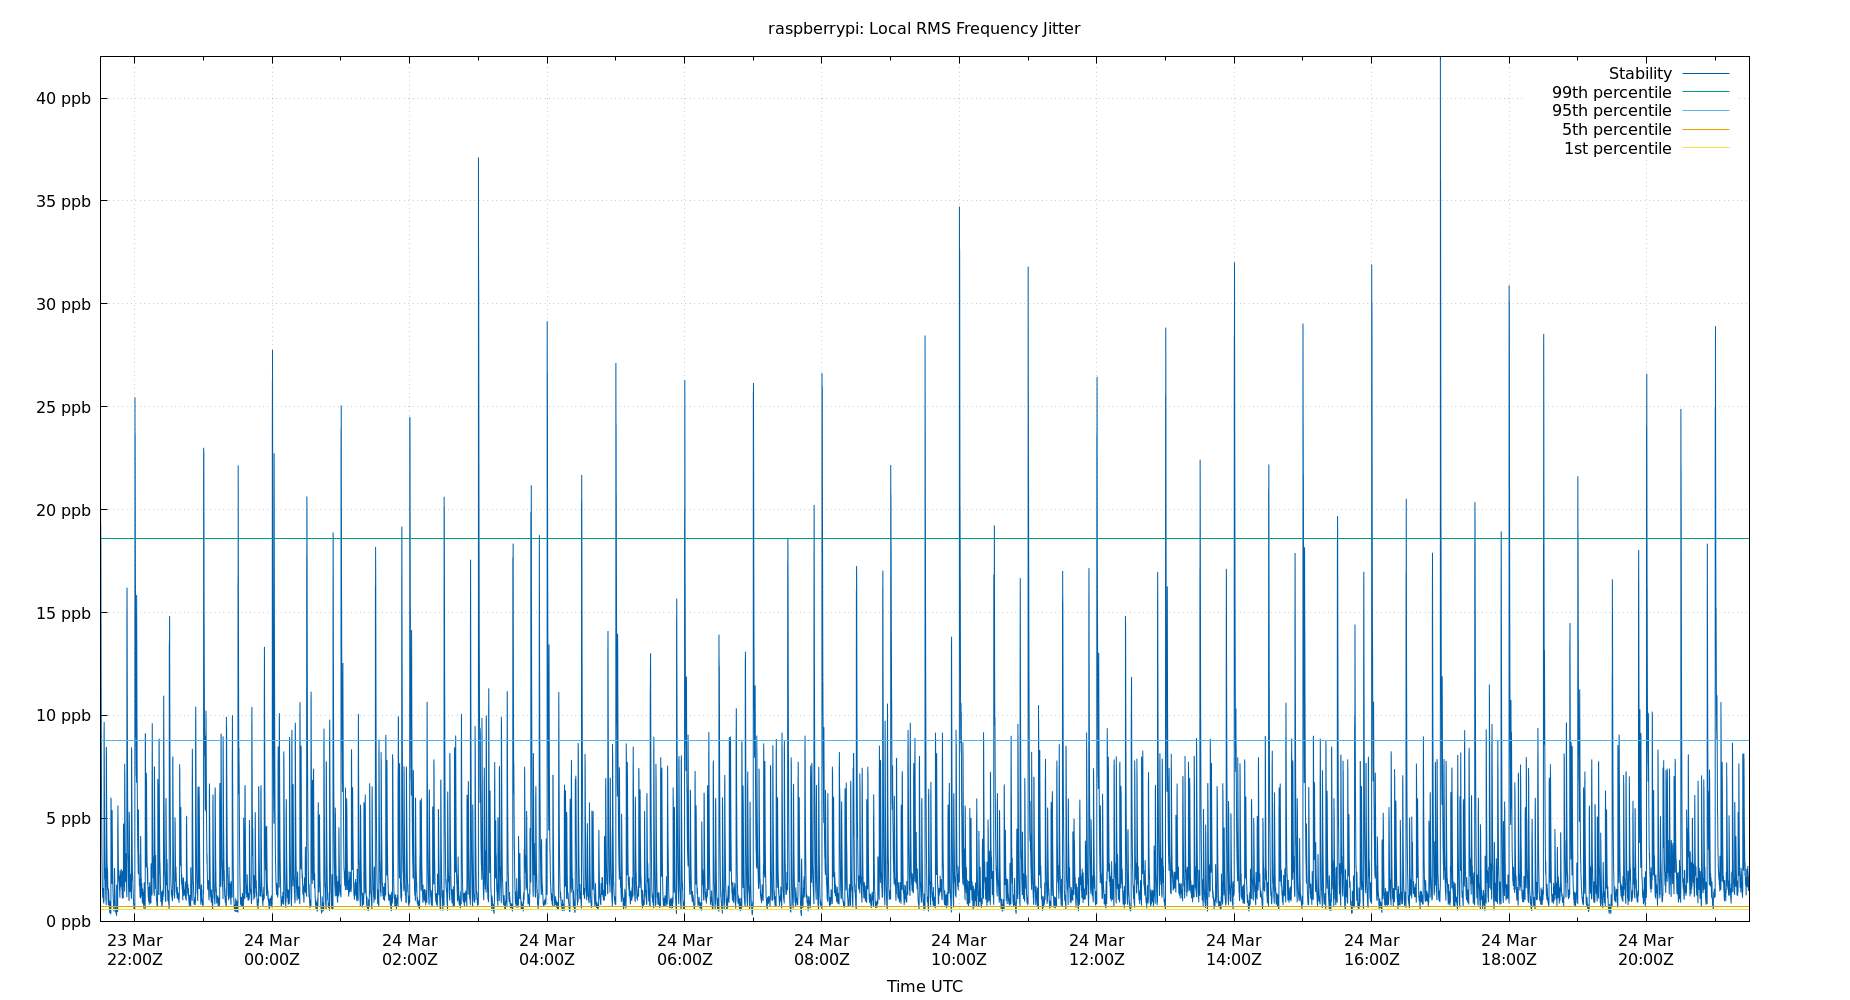 raspberrypi: Local RMS Frequency Jitter
Stability
99th percentile
95th percentile
5th percentile
1st percentile
40 ppb
35 ppb
30 ppb
25 ppb
20 ppb
15 ppb
10 ppb
5 ppb
0 ppb
23 Mar 24 Mar 24 Mar 24 Mar 24 Mar 24 Mar 24 Mar 24 Mar 24 Mar 24 Mar 24 Mar 24 Mar
22:00Z 00:00Z 02:00Z 04:00Z 06:00Z 08:00Z 10:00Z 12:00Z 14:00Z 16:00Z 18:00Z 20:00Z
Time UTC